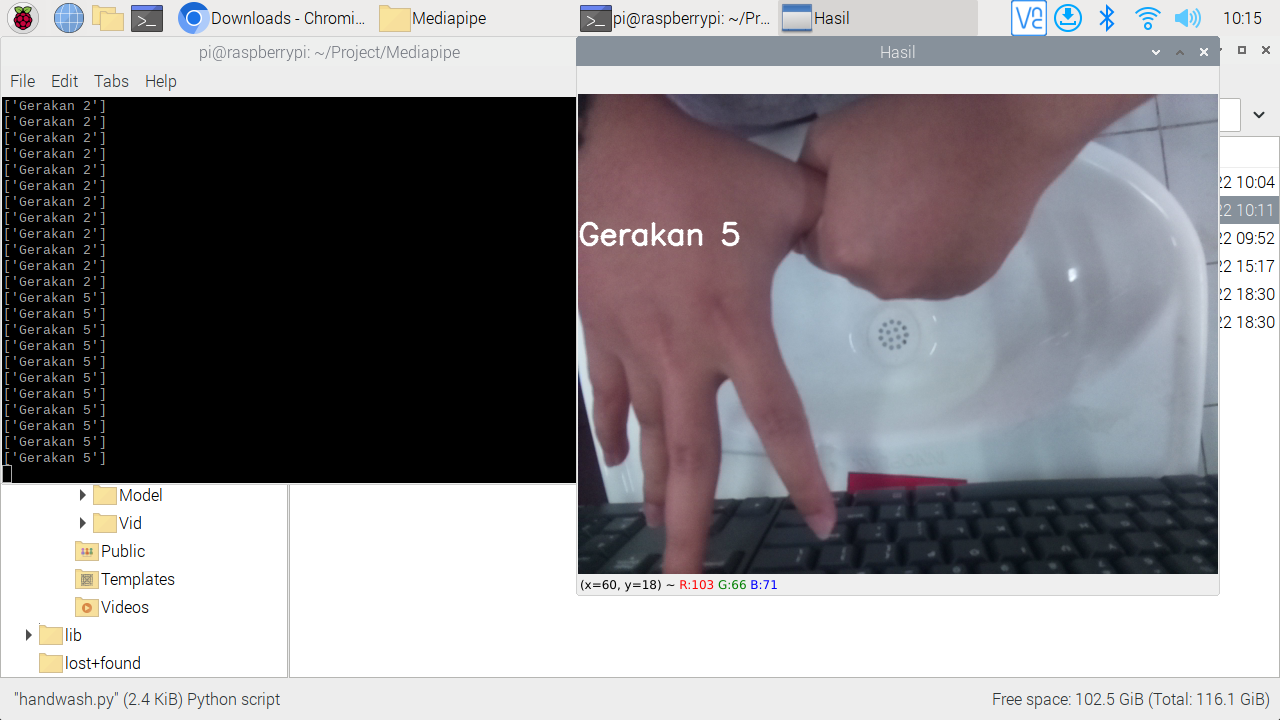 Downloads - Chromi...
Mediapipe
pi@raspberrypi: ~/Pr...
Hasil
10:15
pi@raspberrypi: ~/Project/Mediapipe
File Edit Tabs Help
['Gerakan 2']
['Gerakan 2']
['Gerakan 2']
['Gerakan 2']
['Gerakan 2']
['Gerakan 2']
['Gerakan 2']
['Gerakan 2']
['Gerakan 2']
['Gerakan 2']
['Gerakan 2']
['Gerakan 2']
['Gerakan 5']
['Gerakan 5']
['Gerakan 5']
['Gerakan 5']
['Gerakan 5']
['Gerakan 5']
['Gerakan 5']
['Gerakan 5']
['Gerakan 5']
['Gerakan 5']
['Gerakan 5']
Hasil
Gerakan 5
(x=60, y=18) ~ R:103 G:66 B:71
22 10:04
22 10:11
22 09:52
22 15:17
22 18:30
22 18:30
Model
Vid
Public
Templates
Videos
lib
lost+found
"handwash.py" (2.4 KiB) Python script
Free space: 102.5 GiB (Total: 116.1 GiB)